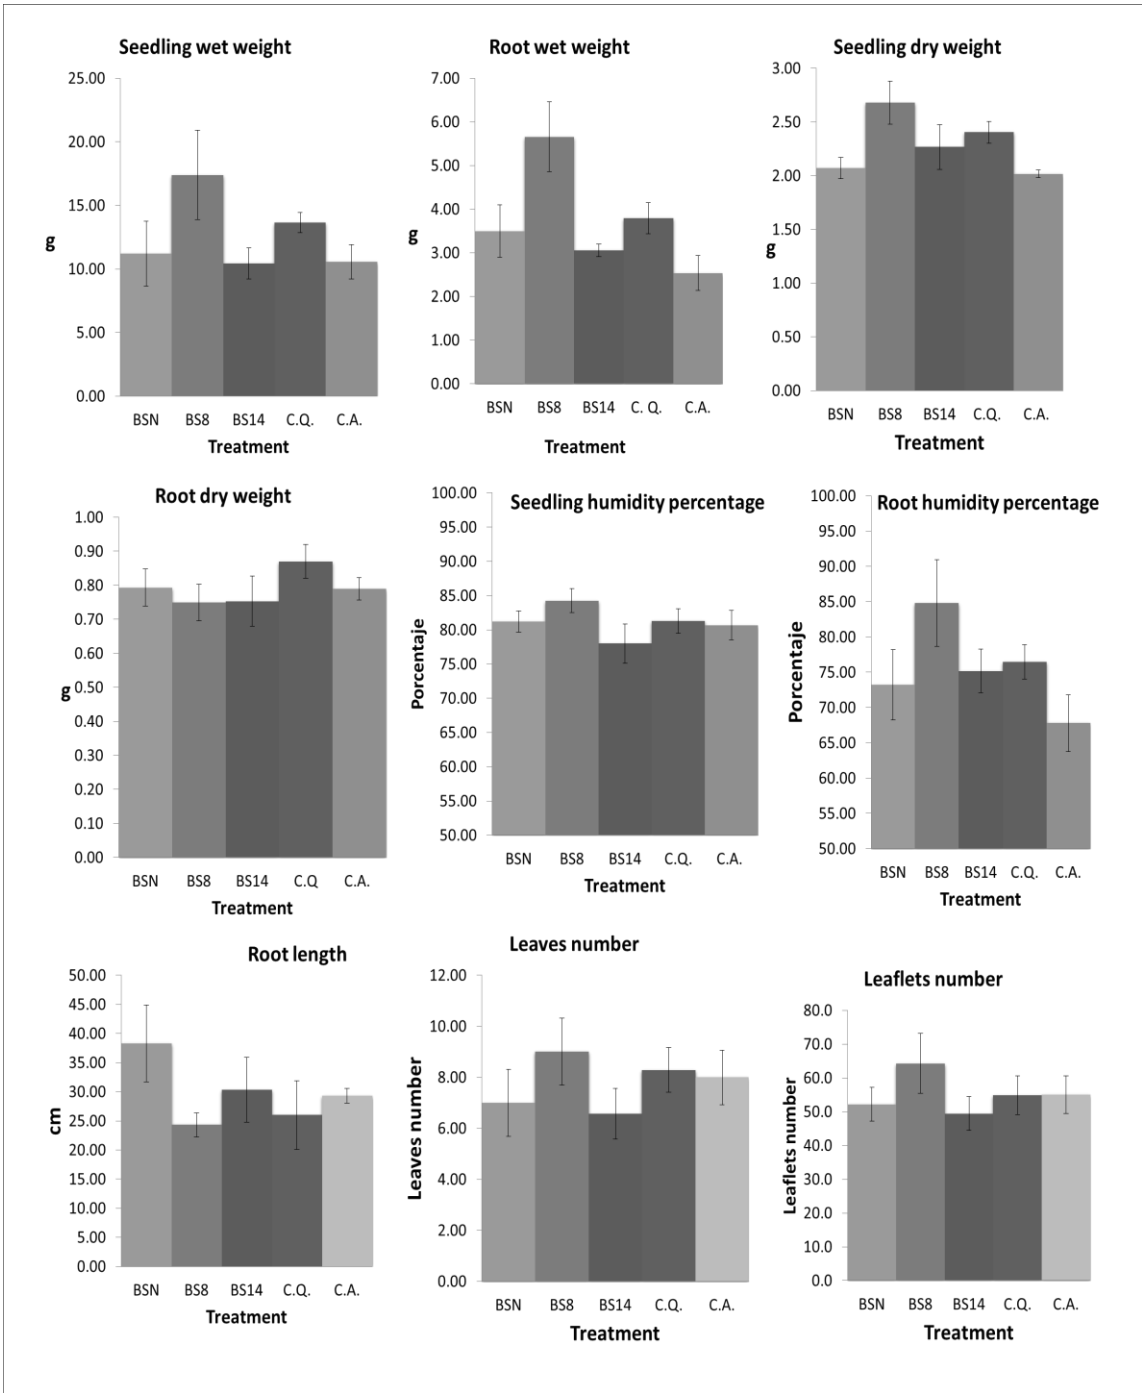 Seedling wet weight
25.00
20.00
15.00
10.00
5.00
0.00
g
BSN BS8 BS14 C.Q. C.A.
Treatment
Root wet weight
7.00
6.00
5.00
4.00
3.00
2.00
1.00
0.00
g
BSN BS8 BS14 C. Q. C.A.
Treatment
Seedling dry weight
3.00
2.50
2.00
1.50
1.00
0.50
0.00
g
BSN BS8 BS14 C.Q. C.A.
Treatment
Root dry weight
1.00
0.90
0.80
0.70
0.60
0.50
0.40
0.30
0.20
0.10
0.00
g
BSN BS8 BS14 C.Q C.A.
Treatment
Seedling humidity percentage
100.00
95.00
90.00
85.00
80.00
75.00
70.00
65.00
60.00
55.00
50.00
Porcentaje
BSN BS8 BS14 C.Q. C.A.
Treatment
Root humidity percentage
100.00
95.00
90.00
85.00
80.00
75.00
70.00
65.00
60.00
55.00
50.00
Porcentaje
BSN BS8 BS14 C.Q. C.A.
Treatment
Root length
50.00
45.00
40.00
35.00
30.00
25.00
20.00
15.00
10.00
5.00
0.00
cm
BSN BS8 BS14 C.Q. C.A.
Treatment
Leaves number
12.00
10.00
8.00
6.00
4.00
2.00
0.00
Leaves number
BSN BS8 BS14 C.Q. C.A.
Treatment
Leaflets number
80.0
70.0
60.0
50.0
40.0
30.0
20.0
10.0
0.0
Leaflets number
BSN BS8 BS14 C.Q. C.A.
Treatment